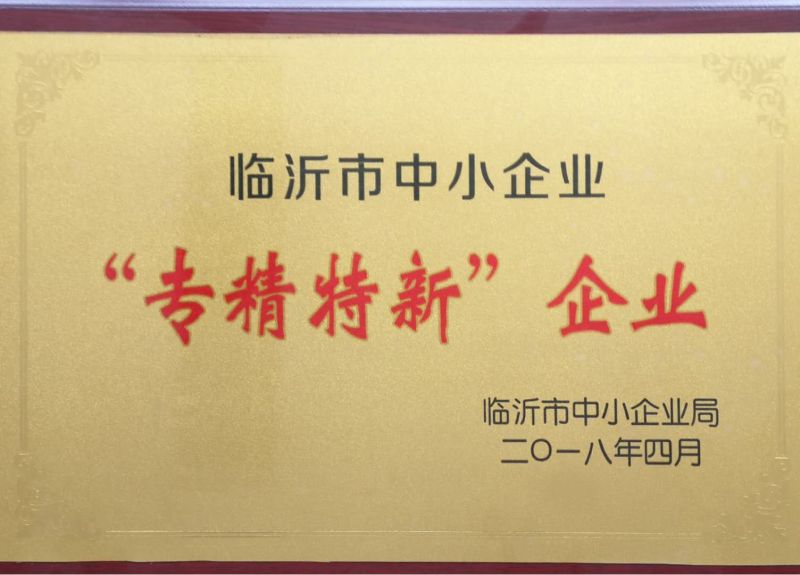 临沂市中小企业
“专精特新”企业
临沂市中小企业局
二〇一八年四月